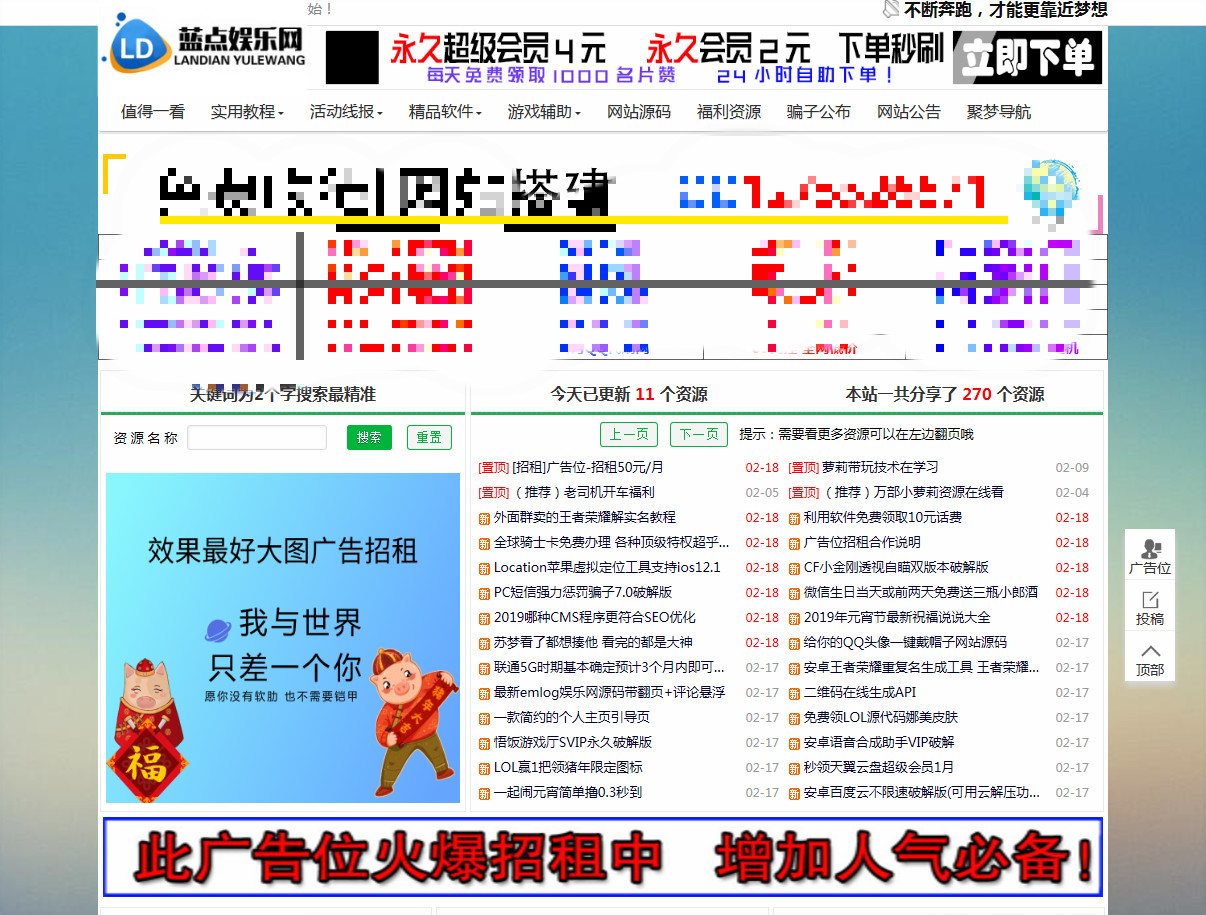 始！
不断奔跑，才能更靠近梦想
LD 蓝点娱乐网
LANDIAN YULEWANG
永久超级会员4元 永久会员2元 下单秒刷 立即下单
每天免费领取1000名片赞 24小时自助下单！
值得一看 实用教程 活动线报 精品软件 游戏辅助 网站源码 福利资源 骗子公布 网站公告 聚梦导航
搭建
全网低价
关键词为2个字搜索最精准
今天已更新 11 个资源
本站一共分享了 270 个资源
资源名称 搜索 重置
上一页 下一页 提示：需要看更多资源可以在左边翻页哦
[置顶] [招租]广告位-招租50元/月 02-18
[置顶] 萝莉带玩技术在学习 02-09
[置顶]（推荐）老司机开车福利 02-05
[置顶]（推荐）万部小萝莉资源在线看 02-04
新 外面群卖的王者荣耀解实名教程 02-18
新 利用软件免费领取10元话费 02-18
新 全球骑士卡免费办理 各种顶级特权超乎... 02-18
新 广告位招租合作说明 02-18
新 Location苹果虚拟定位工具支持ios12.1 02-18
新 CF小金刚透视自瞄双版本破解版 02-18
新 PC短信强力惩罚骗子7.0破解版 02-18
新 微信生日当天或前两天免费送三瓶小郎酒 02-18
新 2019哪种CMS程序更符合SEO优化 02-18
新 2019年元宵节最新祝福说说大全 02-18
新 苏梦看了都想揍他 看完的都是大神 02-18
新 给你的QQ头像一键戴帽子网站源码 02-17
新 联通5G时期基本确定预计3个月内即可... 02-17
新 安卓王者荣耀重复名生成工具 王者荣耀... 02-17
新 最新emlog娱乐网源码带翻页+评论悬浮 02-17
新 二维码在线生成API 02-17
新 一款简约的个人主页引导页 02-17
新 免费领LOL源代码娜美皮肤 02-17
新 悟饭游戏厅SVIP永久破解版 02-17
新 安卓语音合成助手VIP破解 02-17
新 LOL赢1把领猪年限定图标 02-17
新 秒领天翼云盘超级会员1月 02-17
新 一起闹元宵简单撸0.3秒到 02-17
新 安卓百度云不限速破解版(可用云解压功... 02-17
效果最好大图广告招租
我与世界
只差一个你
愿你没有软肋 也不需要铠甲
福
猪年大吉
广告位
投稿
顶部
此广告位火爆招租中 增加人气必备！